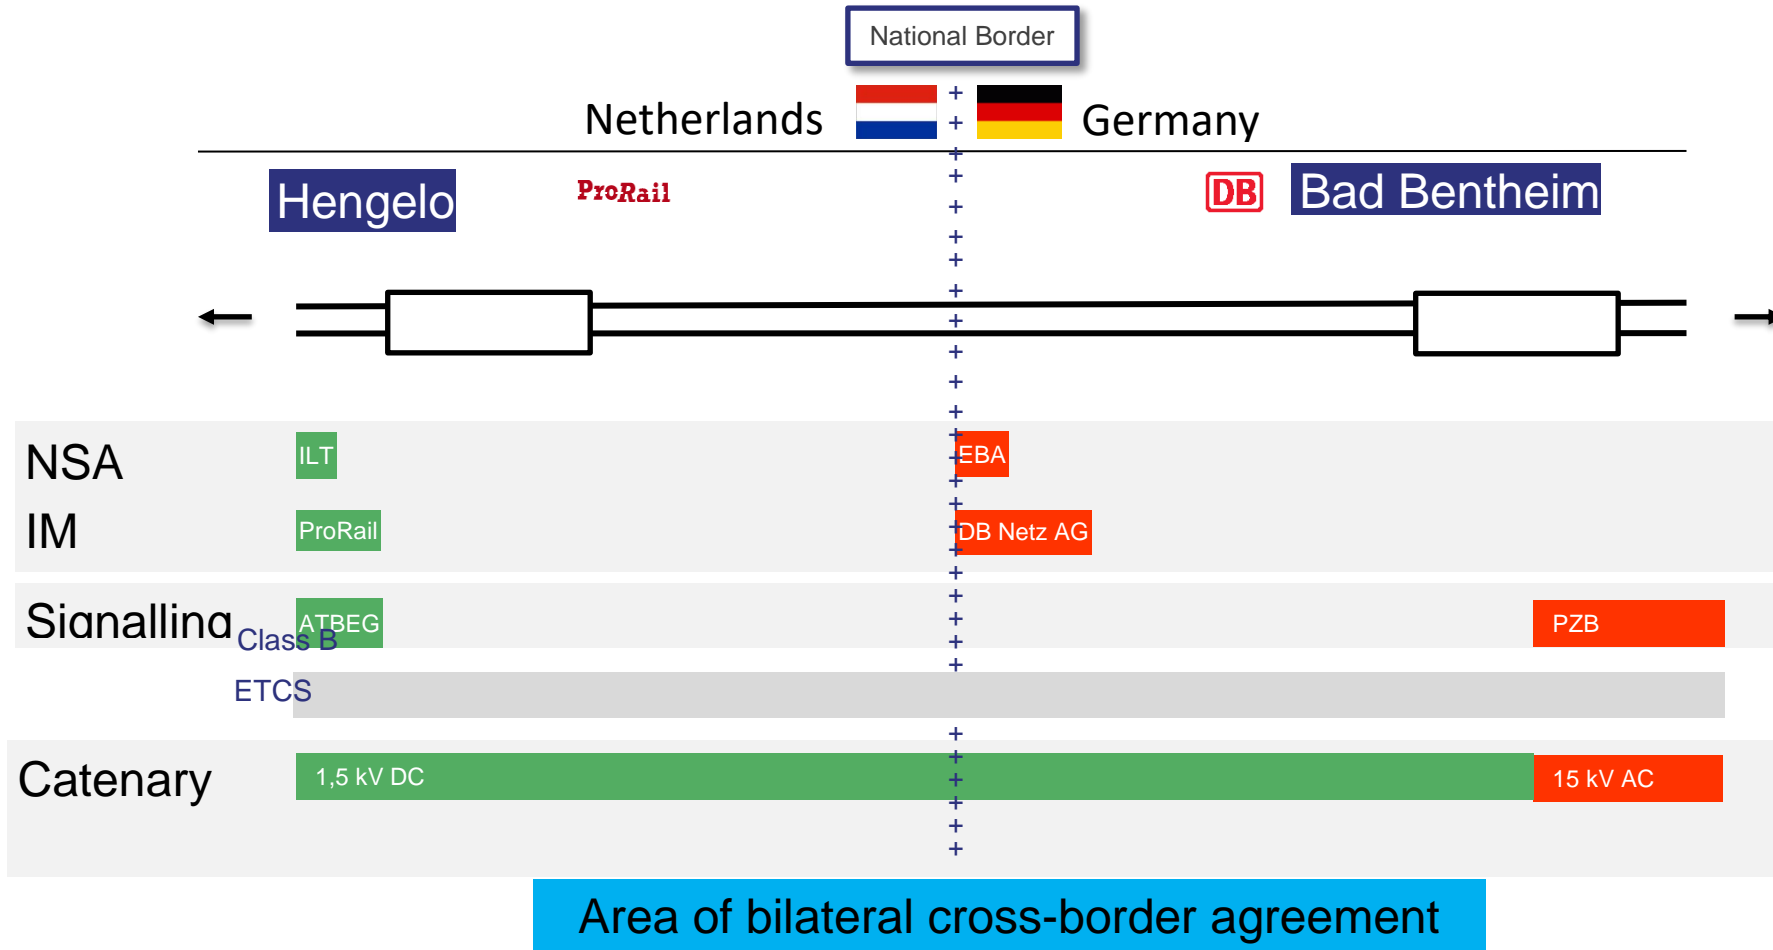 National Border
Netherlands
Germany
Hengelo
ProRail
DB
Bad Bentheim
NSA
ILT
EBA
IM
ProRail
DB Netz AG
Signalling
Class B
ATBEG
PZB
ETCS
Catenary
1,5 kV DC
15 kV AC
Area of bilateral cross-border agreement